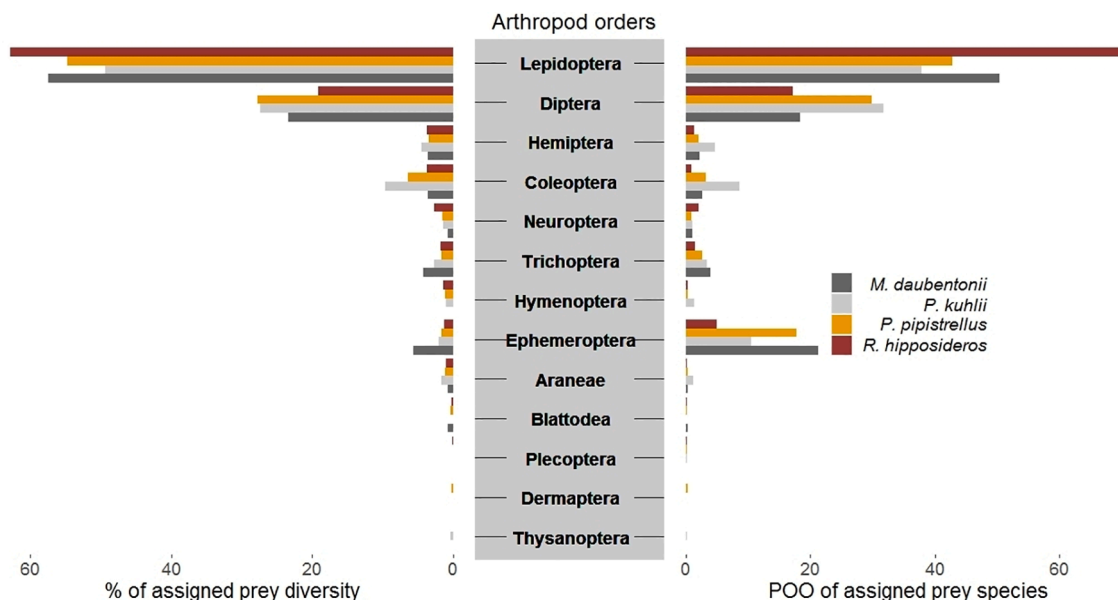 Arthropod orders
Lepidoptera
Diptera
Hemiptera
Coleoptera
Neuroptera
Trichoptera
Hymenoptera
Ephemeroptera
Araneae
Blattodea
Plecoptera
Dermaptera
Thysanoptera
M. daubentonii
P. kuhlii
P. pipistrellus
R. hipposideros
60 40 20 0
0 20 40 60
% of assigned prey diversity
POO of assigned prey species